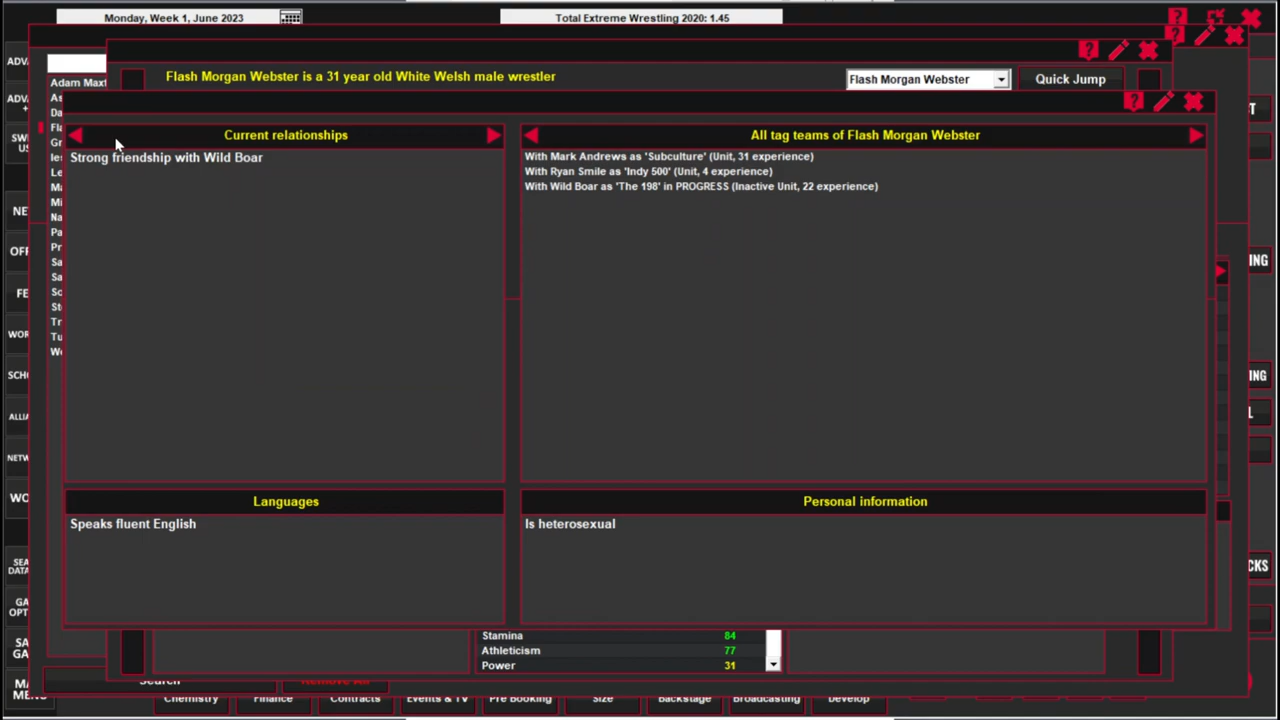 Monday, Week 1, June 2023
Total Extreme Wrestling 2020: 1.45
Flash Morgan Webster is a 31 year old White Welsh male wrestler
Flash Morgan Webster
Quick Jump
Adam Maxt
Current relationships
All tag teams of Flash Morgan Webster
Strong friendship with Wild Boar
With Mark Andrews as 'Subculture' (Unit, 31 experience)
With Ryan Smile as 'Indy 500' (Unit, 4 experience)
With Wild Boar as 'The 198' in PROGRESS (Inactive Unit, 22 experience)
Languages
Personal information
Speaks fluent English
Is heterosexual
Stamina 84
Athleticism 77
Power 31
Search
Remove All
MENU
Chemistry
Finance
Contracts
Events & TV
Pre Booking
Size
Backstage
Broadcasting
Develop